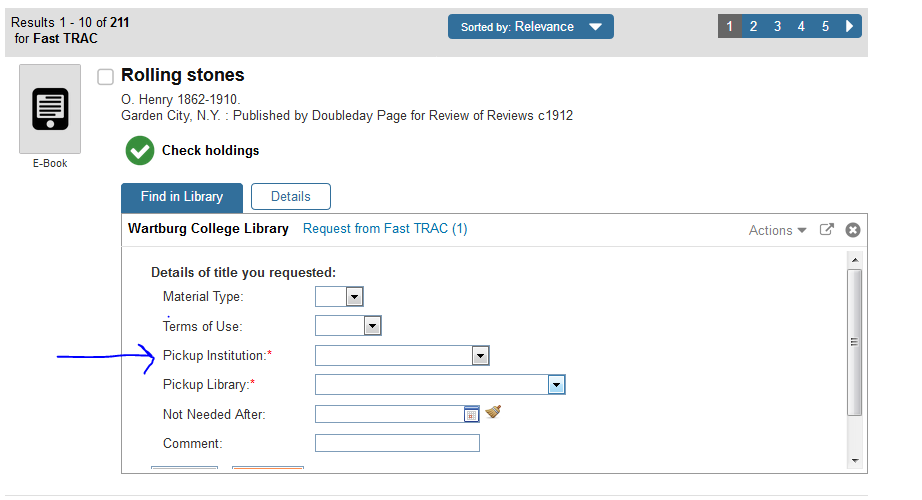 Results 1 - 10 of 211
for Fast TRAC
Sorted by: Relevance
1 2 3 4 5
Rolling stones
O. Henry 1862-1910.
Garden City, N.Y. : Published by Doubleday Page for Review of Reviews c1912
E-Book
Check holdings
Find in Library Details
Wartburg College Library Request from Fast TRAC (1) Actions
Details of title you requested:
Material Type:
Terms of Use:
Pickup Institution:*
Pickup Library:*
Not Needed After:
Comment: